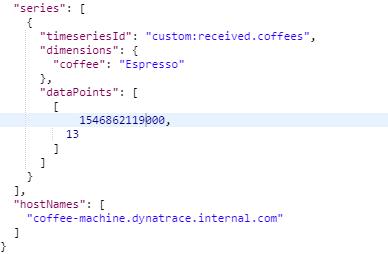 "series": [
{
"timeseriesId": "custom:received.coffees",
"dimensions": {
"coffee": "Espresso"
},
"dataPoints": [
[
1546862119000,
13
]
]
}
],
"hostNames": [
"coffee-machine.dynatrace.internal.com"
]
}